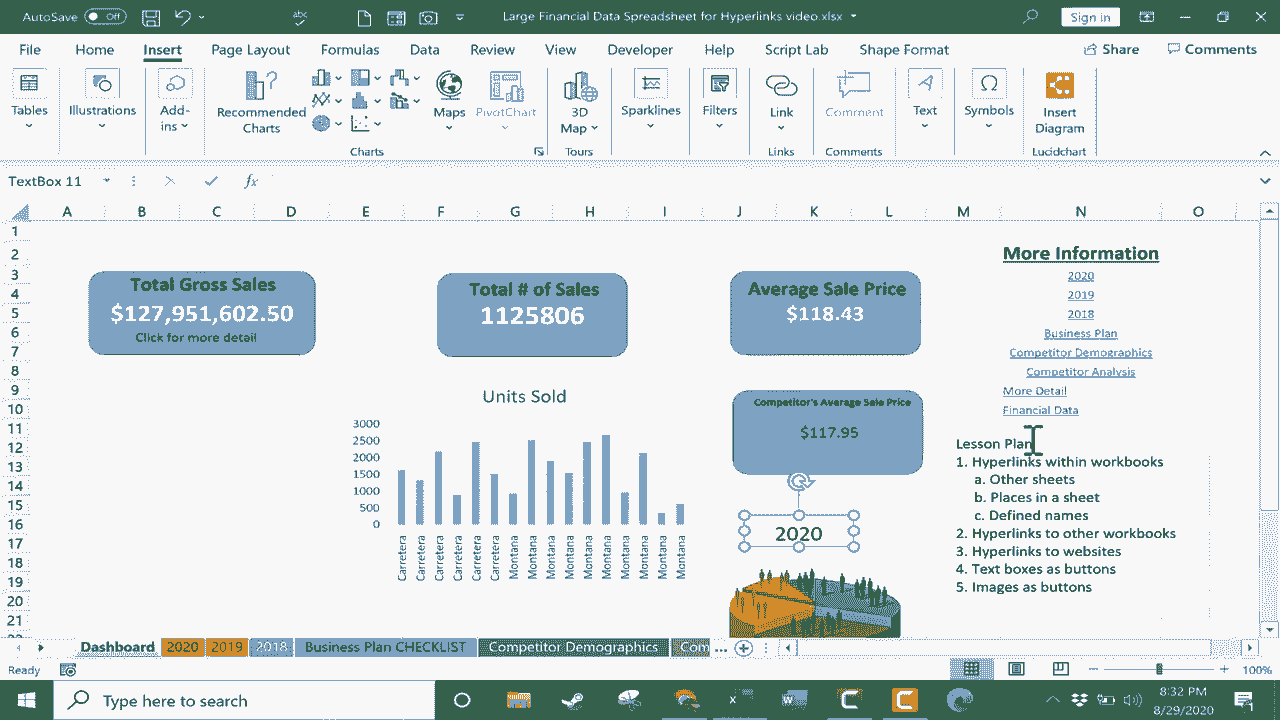 AutoSave Off abc Large Financial Data Spreadsheet for Hyperlinks video.xlsx Sign in
File Home Insert Page Layout Formulas Data Review View Developer Help Script Lab Shape Format Share Comments
Tables Illustrations Add-ins Recommended Charts Maps PivotChart 3D Map Sparklines Filters Link Comment Text Symbols Insert Diagram
Charts Tours Links Comments Lucidchart
TextBox 11 fx
A B C D E F G H I J K L M N O
1
2
3
4
5
6
7
8
9
10
11
12
13
14
15
16
17
18
19
20
21
Total Gross Sales
$127,951,602.50
Click for more detail
Total # of Sales
1125806
Average Sale Price
$118.43
Competitor's Average Sale Price
$117.95
2020
Units Sold
3000
2500
2000
1500
1000
500
0
Carretera Carretera Carretera Carretera Carretera Carretera Montana Montana Montana Montana Montana Montana Montana Montana Montana Montana
More Information
2020
2019
2018
Business Plan
Competitor Demographics
Competitor Analysis
More Detail
Financial Data
Lesson Plan
1. Hyperlinks within workbooks
a. Other sheets
b. Places in a sheet
c. Defined names
2. Hyperlinks to other workbooks
3. Hyperlinks to websites
4. Text boxes as buttons
5. Images as buttons
Dashboard 2020 2019 2018 Business Plan CHECKLIST Competitor Demographics Com ...
Ready 100%
Type here to search 8:32 PM
8/29/2020